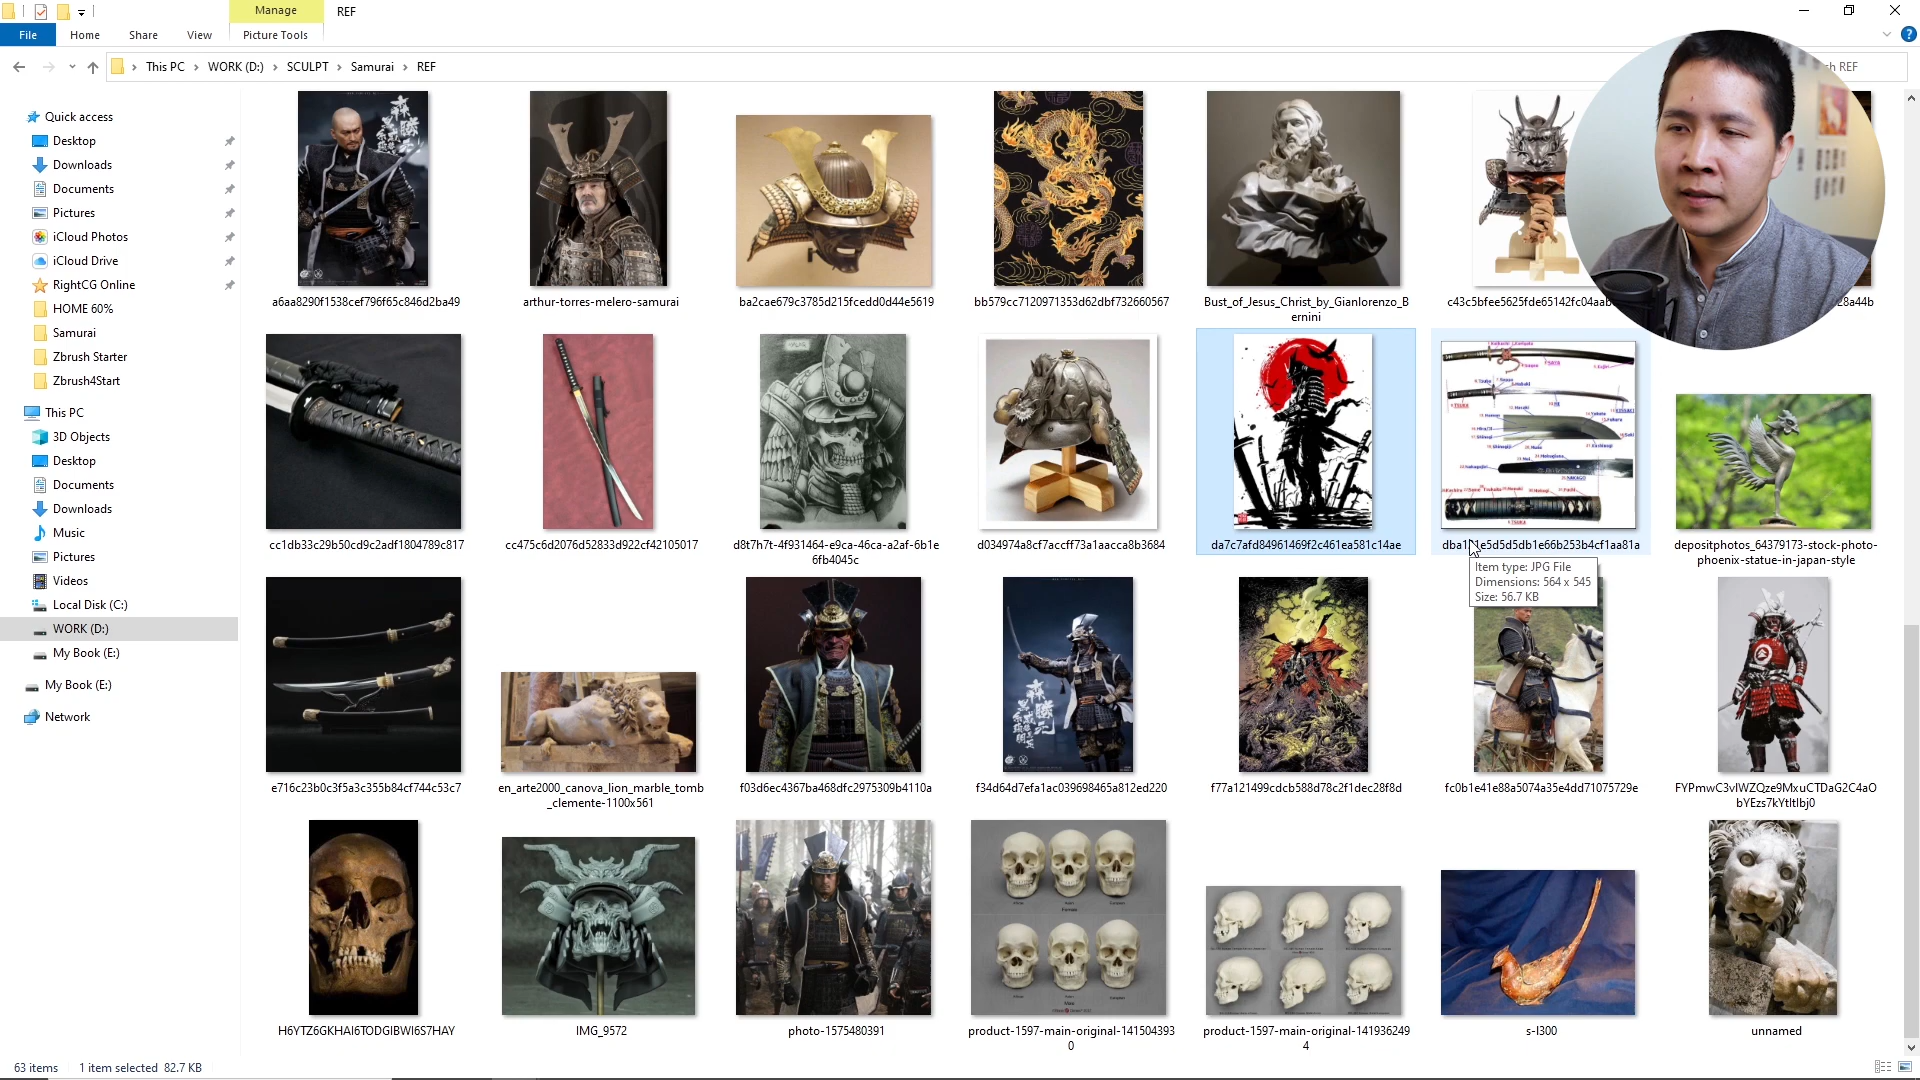 Manage
REF
File
Home
Share
View
Picture Tools
This PC
WORK (D:)
SCULPT
Samurai
REF
ch REF
Quick access
Desktop
Downloads
Documents
Pictures
iCloud Photos
iCloud Drive
RightCG Online
HOME 60%
Samurai
Zbrush Starter
Zbrush4Start
This PC
3D Objects
Desktop
Documents
Downloads
Music
Pictures
Videos
Local Disk (C:)
WORK (D:)
My Book (E:)
My Book (E:)
Network
a6aa8290f1538cef796f65c846d2ba49
arthur-torres-melero-samurai
ba2cae679c3785d215fcedd0d44e5619
bb579cc7120971353d62dbf732660567
Bust_of_Jesus_Christ_by_Gianlorenzo_B
ernini
cc1db33c29b50cd9c2adf1804789c817
cc475c6d2076d52833d922cf42105017
d8t7h7t-4f931464-e9ca-46ca-a2af-6b1e
6fb4045c
d034974a8cf7accff73a1aacca8b3684
da7c7afd84961469f2c461ea581c14ae
depositphotos_64379173-stock-photo-
phoenix-statue-in-japan-style
Item type: JPG File
Dimensions: 564 x 545
Size: 56.7 KB
e716c23b0c3f5a3c355b84cf744c53c7
en_arte2000_canova_lion_marble_tomb
_clemente-1100x561
f03d6ec4367ba468dfc2975309b4110a
f34d64d7efa1ac039698465a812ed220
f77a121499cdcb588d78c2f1dec28f8d
fc0b1e41e88a5074a35e4dd71075729e
FYPmwC3vlWZQze9MxuCTDaG2C4aO
bYEzs7kYtltlbj0
H6YTZ6GKHAI6TODGIBWI6S7HAY
IMG_9572
photo-1575480391
product-1597-main-original-141504393
0
product-1597-main-original-141936249
4
s-l300
unnamed
63 items
1 item selected 82.7 KB